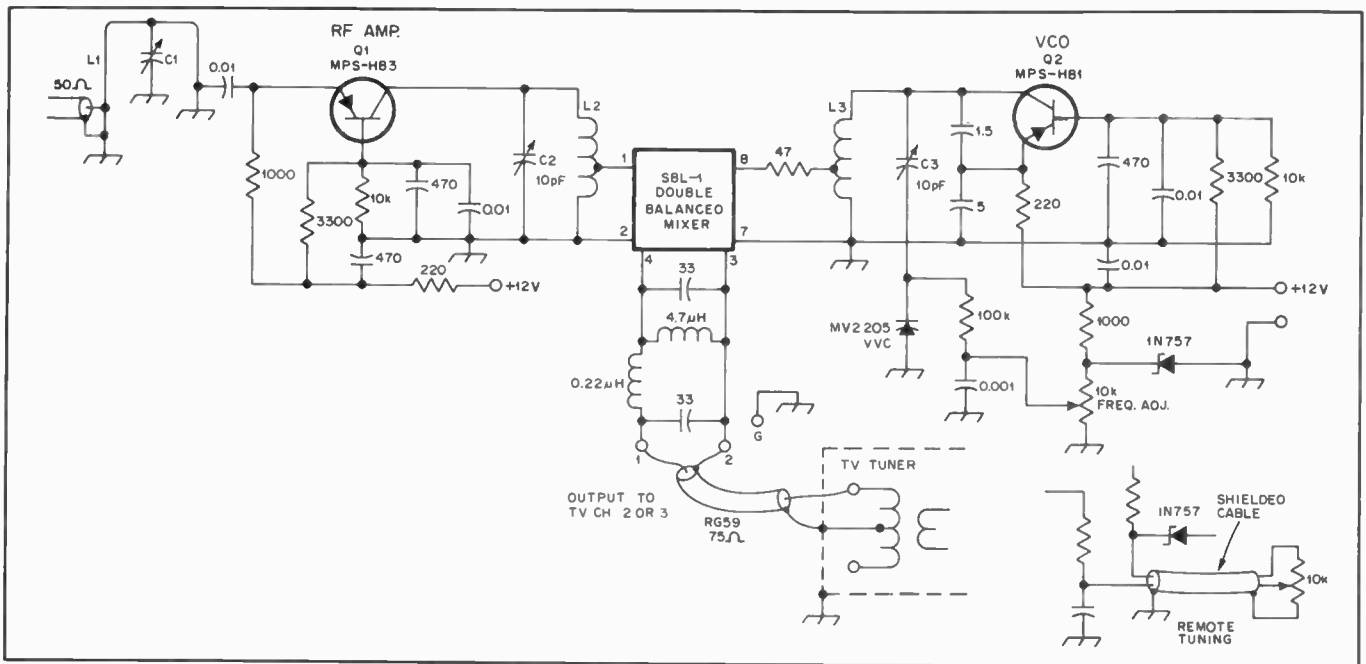 RF AMP.
Q1
MPS-H83
L1
C1
0.01
50Ω
1000
3300
10k
470
0.01
470
220
+12V
C2
10pF
L2
1
2
4
3
8
7
SBL-1
DOUBLE
BALANCED
MIXER
47
L3
C3
10pF
VCO
Q2
MPS-H81
1.5
5
220
470
0.01
3300
10k
0.01
+12V
1000
1N757
10k
FREQ. ADJ.
MV2205
VVC
100k
0.001
33
4.7µH
0.22µH
33
1
2
G
OUTPUT TO
TV CH 2 OR 3
RG59
75Ω
TV TUNER
1N757
SHIELDED
CABLE
10k
REMOTE
TUNING